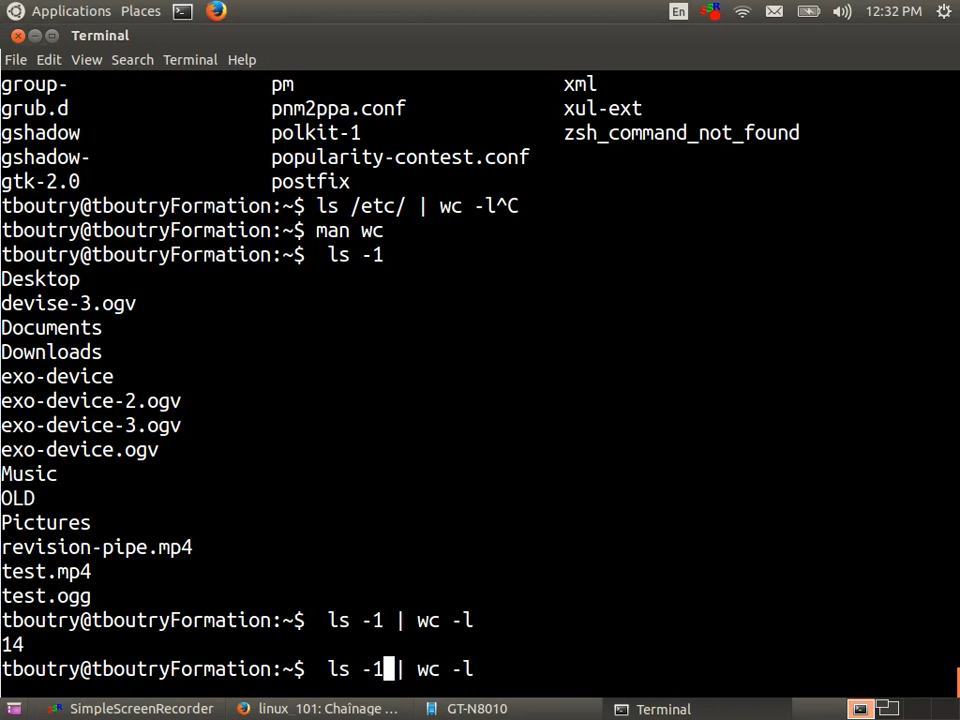 Applications Places En 12:32 PM
Terminal
File Edit View Search Terminal Help
group- pm xml
grub.d pnm2ppa.conf xul-ext
gshadow polkit-1 zsh_command_not_found
gshadow- popularity-contest.conf
gtk-2.0 postfix
tboutry@tboutryFormation:~$ ls /etc/ | wc -l^C
tboutry@tboutryFormation:~$ man wc
tboutry@tboutryFormation:~$  ls -1
Desktop
devise-3.ogv
Documents
Downloads
exo-device
exo-device-2.ogv
exo-device-3.ogv
exo-device.ogv
Music
OLD
Pictures
revision-pipe.mp4
test.mp4
test.ogg
tboutry@tboutryFormation:~$  ls -1 | wc -l
14
tboutry@tboutryFormation:~$  ls -1 | wc -l
SimpleScreenRecorder linux_101: Chaînage ... GT-N8010 Terminal